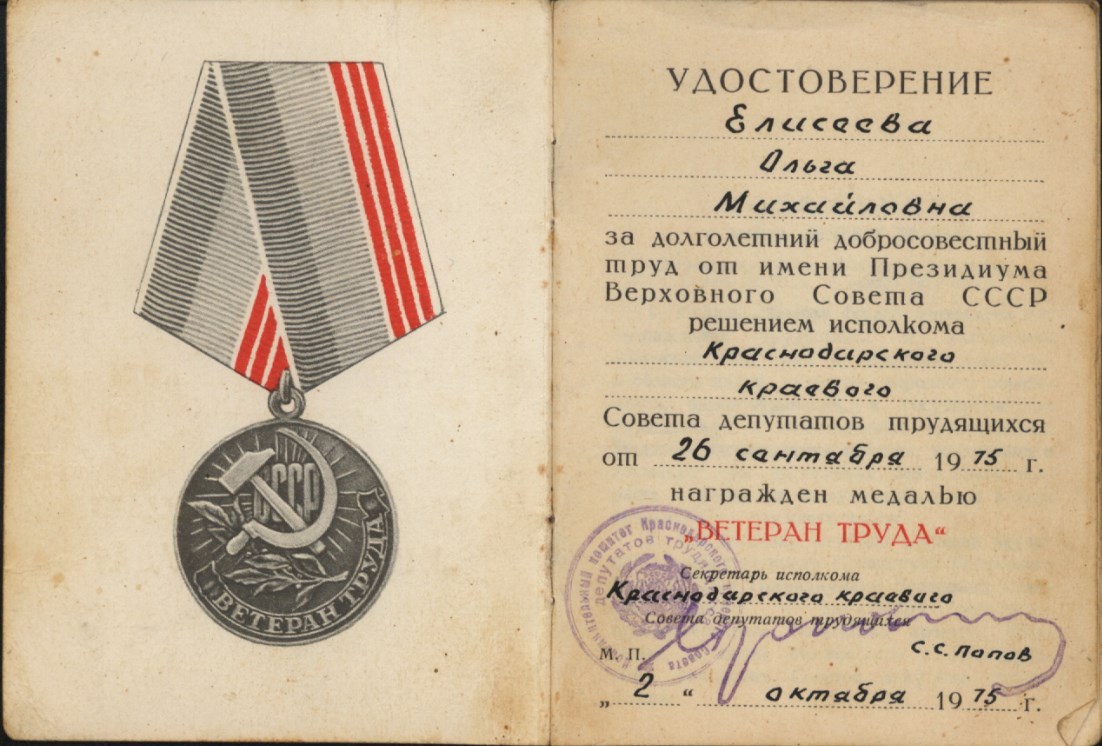 СССР
ВЕТЕРАН ТРУДА
УДОСТОВЕРЕНИЕ
Елисеева
Ольга
Михайловна
за долголетний добросовестный
труд от имени Президиума
Верховного Совета СССР
решением исполкома
Краснодарского
краевого
Совета депутатов трудящихся
от 26 сентября 1975 г.
награжден медалью
„ВЕТЕРАН ТРУДА“
Секретарь исполкома
Краснодарского краевого
Совета депутатов трудящихся
М. П.
С.С. Попов
„ 2 “ октября 1975 г.